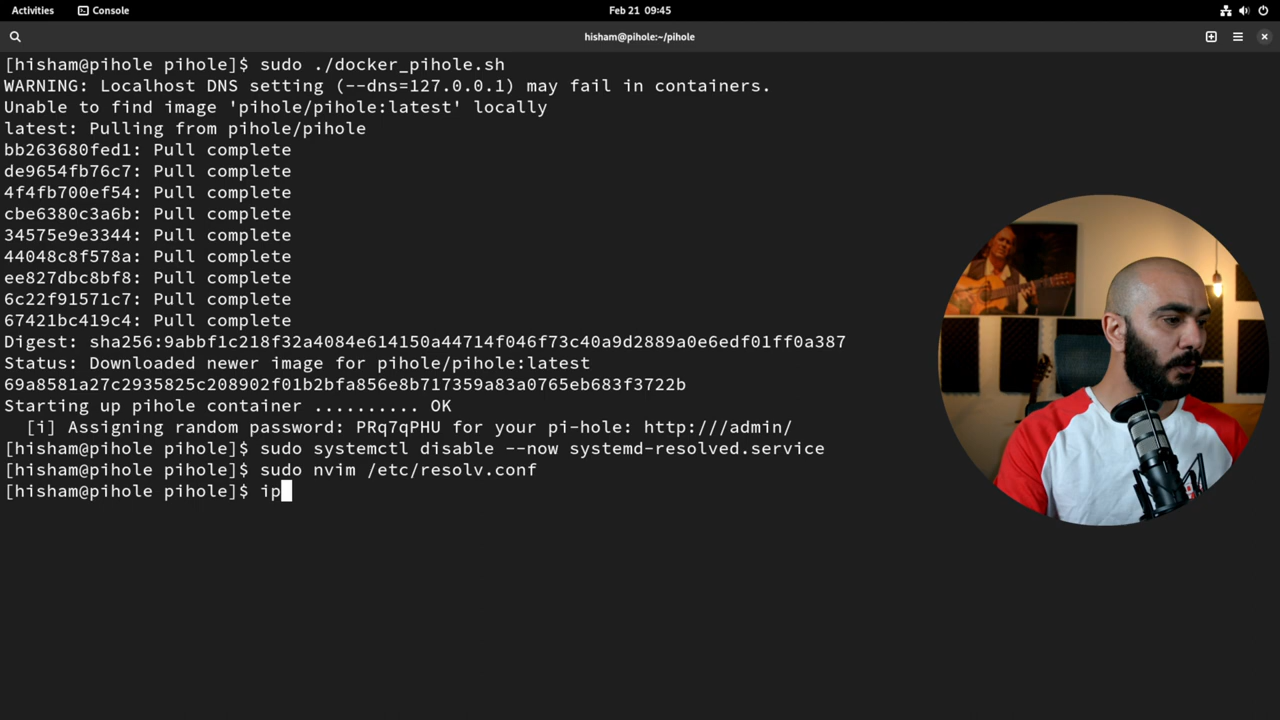 Activities
Console
Feb 21 09:45
hisham@pihole:~/pihole
[hisham@pihole pihole]$ sudo ./docker_pihole.sh
WARNING: Localhost DNS setting (--dns=127.0.0.1) may fail in containers.
Unable to find image 'pihole/pihole:latest' locally
latest: Pulling from pihole/pihole
bb263680fed1: Pull complete
de9654fb76c7: Pull complete
4f4fb700ef54: Pull complete
cbe6380c3a6b: Pull complete
34575e9e3344: Pull complete
44048c8f578a: Pull complete
ee827dbc8bf8: Pull complete
6c22f91571c7: Pull complete
67421bc419c4: Pull complete
Digest: sha256:9abbf1c218f32a4084e614150a44714f046f73c40a9d2889a0e6edf01ff0a387
Status: Downloaded newer image for pihole/pihole:latest
69a8581a27c2935825c208902f01b2bfa856e8b717359a83a0765eb683f3722b
Starting up pihole container .......... OK
[i] Assigning random password: PRq7qPHU for your pi-hole: http:///admin/
[hisham@pihole pihole]$ sudo systemctl disable --now systemd-resolved.service
[hisham@pihole pihole]$ sudo nvim /etc/resolv.conf
[hisham@pihole pihole]$ ip